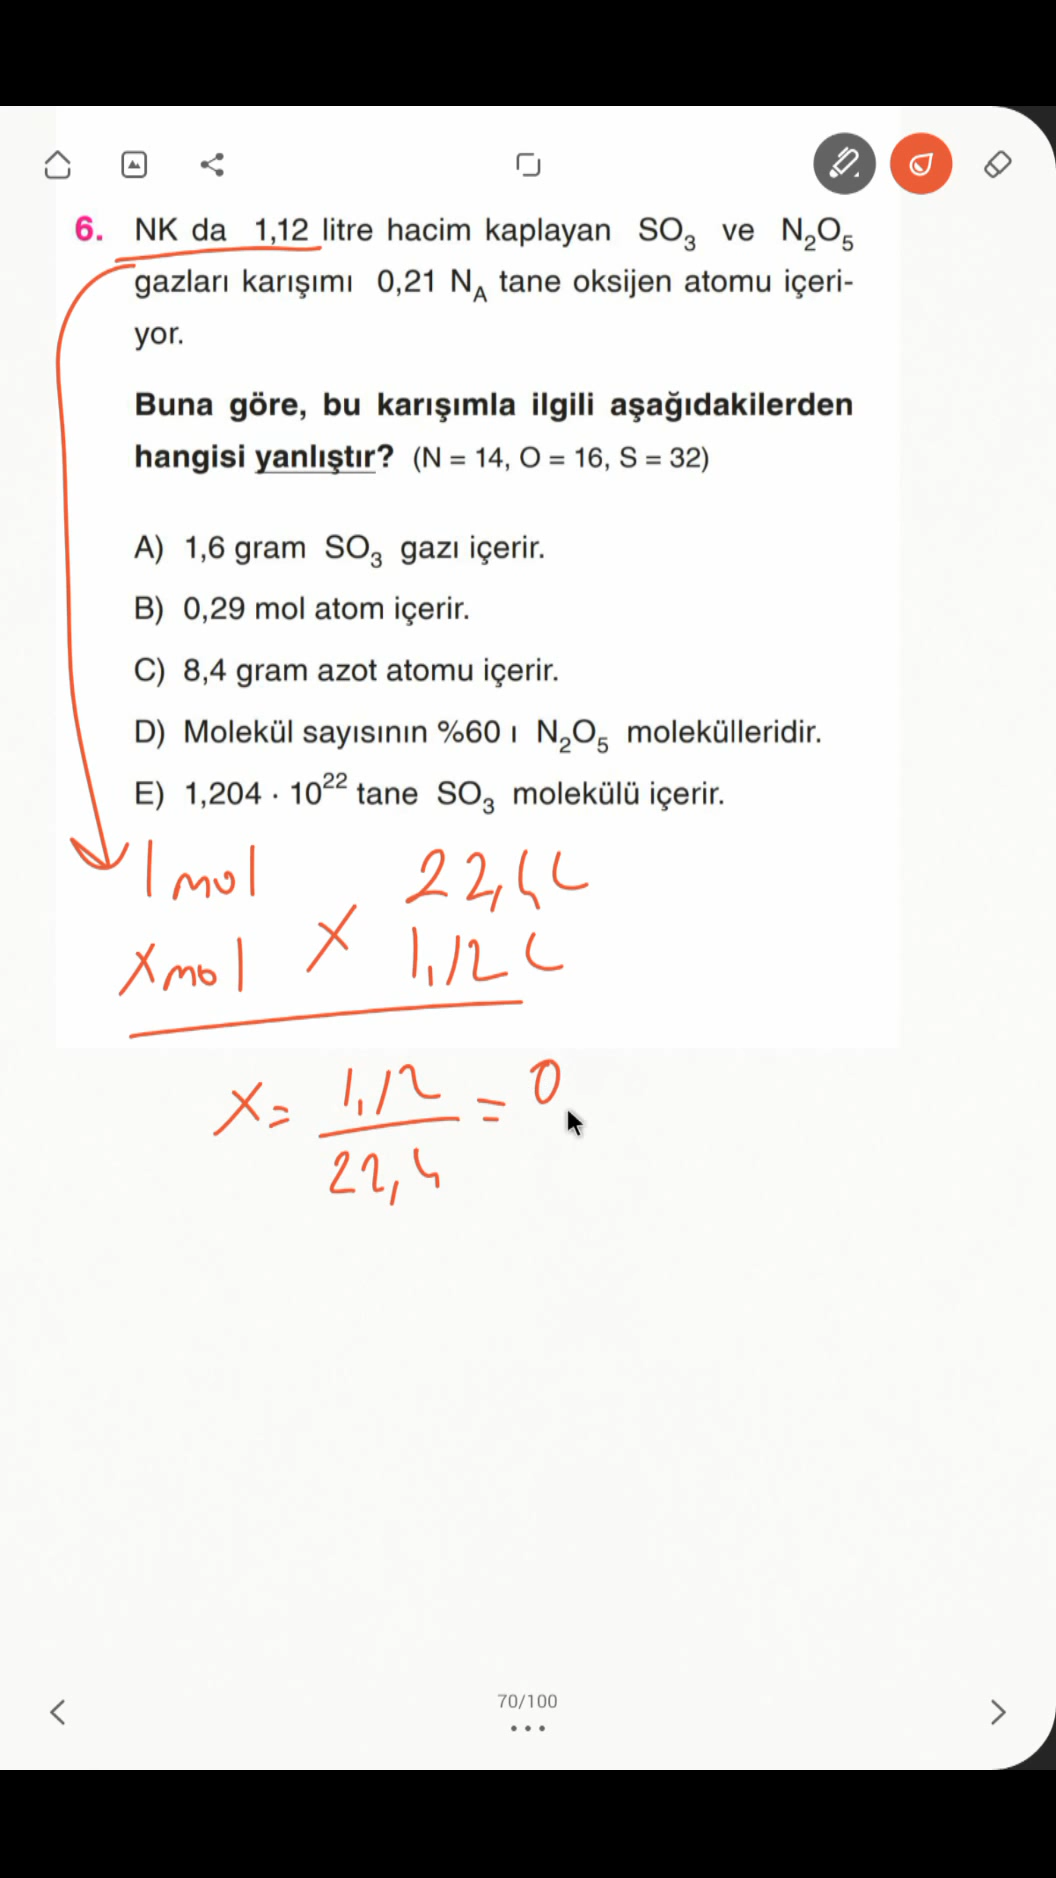 6. NK da 1,12 litre hacim kaplayan SO₃ ve N₂O₅
gazları karışımı 0,21 N_A tane oksijen atomu içeri-
yor.
Buna göre, bu karışımla ilgili aşağıdakilerden
hangisi yanlıştır? (N = 14, O = 16, S = 32)
A) 1,6 gram SO₃ gazı içerir.
B) 0,29 mol atom içerir.
C) 8,4 gram azot atomu içerir.
D) Molekül sayısının %60 ı N₂O₅ molekülleridir.
E) 1,204 · 10²² tane SO₃ molekülü içerir.
1 mol 22,4 L
x mol × 1,12 L
x = 1,12 / 22,4 = 0
70/100